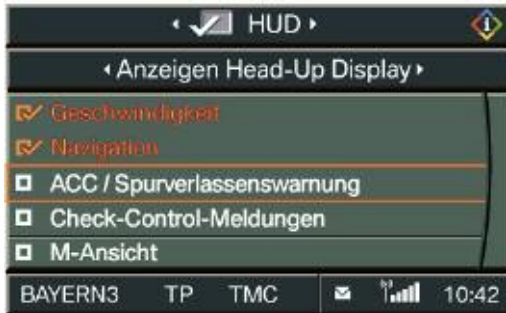 HUD
Anzeigen Head-Up Display
Geschwindigkeit
Navigation
ACC / Spurverlassenswarnung
Check-Control-Meldungen
M-Ansicht
BAYERN3 TP TMC 10:42